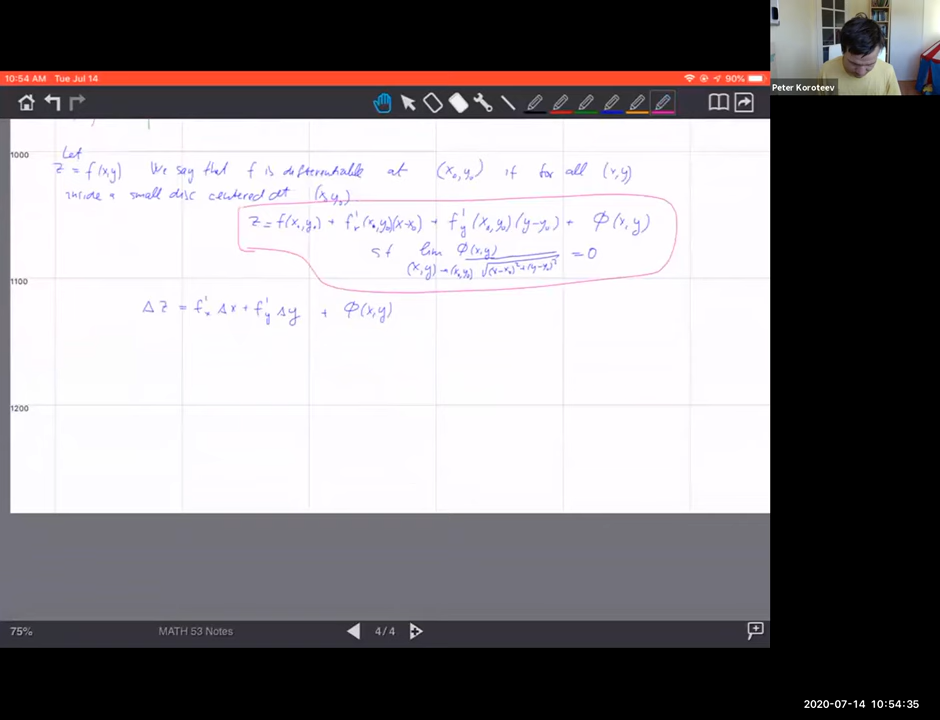 10:54 AM Tue Jul 14
90%
Peter Koroteev
1000
Let
z = f(x,y) We say that f is differentiable at (x₀,y₀) if for all (x,y)
inside a small disc centered at (x₀,y₀)
z = f(x₀,y₀) + f'ₓ(x₀,y₀)(x-x₀) + f'_y(x₀,y₀)(y-y₀) + Φ(x,y)
st lim (x,y)→(x₀,y₀) Φ(x,y)/√((x-x₀)²+(y-y₀)²) = 0
1100
Δz = f'ₓ Δx + f'_y Δy + Φ(x,y)
1200
75%
MATH 53 Notes
4/4
2020-07-14 10:54:35